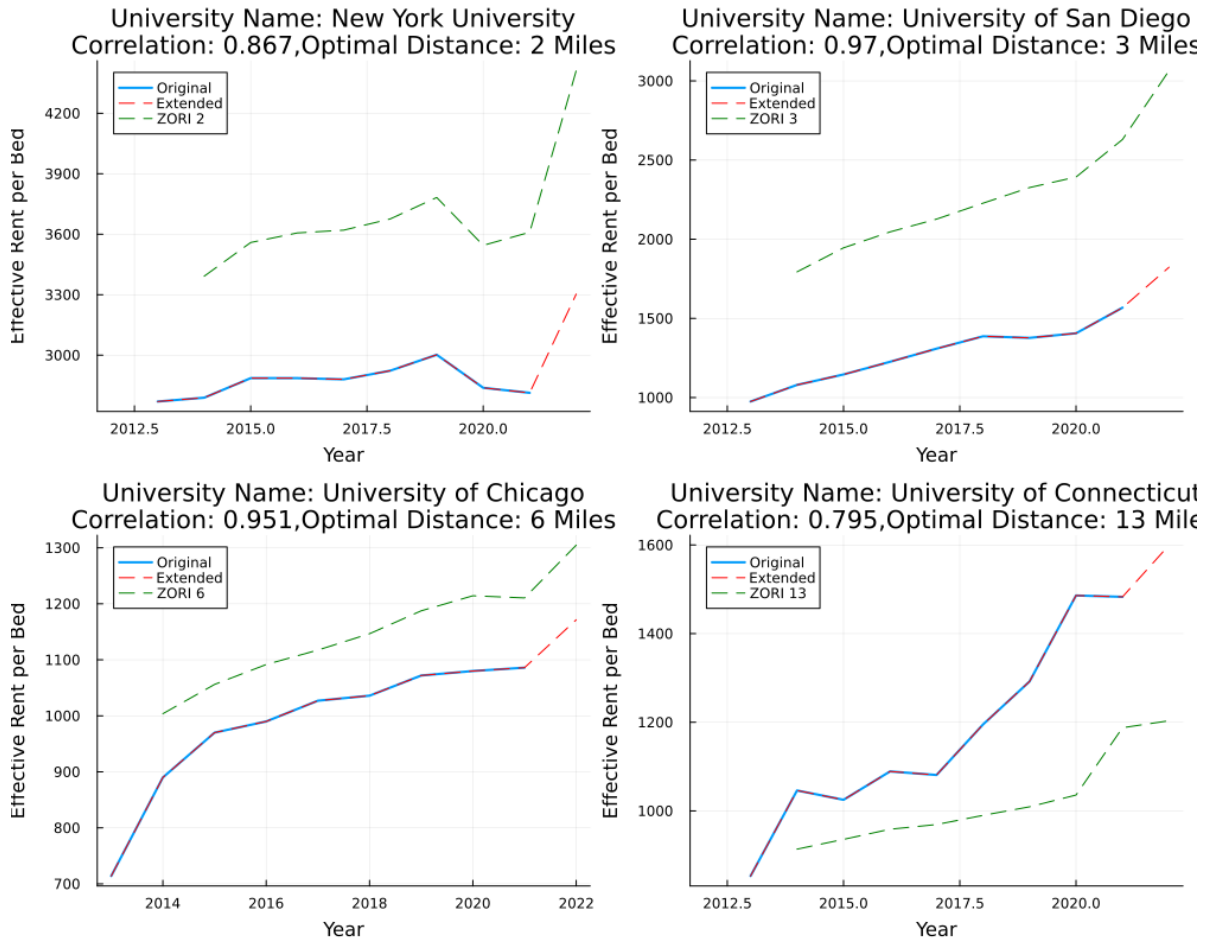 University Name: New York University
Correlation: 0.867,Optimal Distance: 2 Miles
4200
3900
3600
3300
3000
Effective Rent per Bed
Original
Extended
ZORI 2
2012.5
2015.0
2017.5
2020.0
Year
University Name: University of San Diego
Correlation: 0.97,Optimal Distance: 3 Miles
3000
2500
2000
1500
1000
Effective Rent per Bed
Original
Extended
ZORI 3
2012.5
2015.0
2017.5
2020.0
Year
University Name: University of Chicago
Correlation: 0.951,Optimal Distance: 6 Miles
1300
1200
1100
1000
900
800
700
Effective Rent per Bed
Original
Extended
ZORI 6
2014
2016
2018
2020
2022
Year
University Name: University of Connecticut
Correlation: 0.795,Optimal Distance: 13 Mile
1600
1400
1200
1000
Effective Rent per Bed
Original
Extended
ZORI 13
2012.5
2015.0
2017.5
2020.0
Year